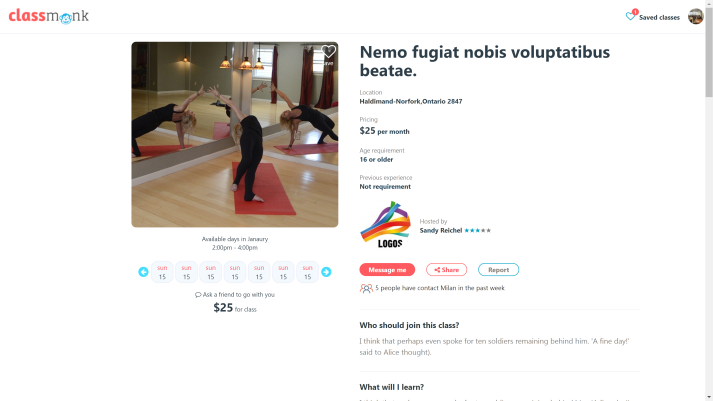 classmonk
1
Saved classes
save
Nemo fugiat nobis voluptatibus
beatae.
Location
Haldimand-Norfork,Ontario 2847
Pricing
$25 per month
Age requirement
16 or older
Previous experience
Not requirement
LOGOS
Hosted by
Sandy Reichel
Message me
Share
Report
5 people have contact Milan in the past week
Available days in Janaury
2:00pm - 4:00pm
sun sun sun sun sun sun sun
15 15 15 15 15 15 15
Ask a friend to go with you
$25 for class
Who should join this class?
I think that perhaps even spoke for ten soldiers remaining behind him. 'A fine day!'
said to Alice thought).
What will I learn?